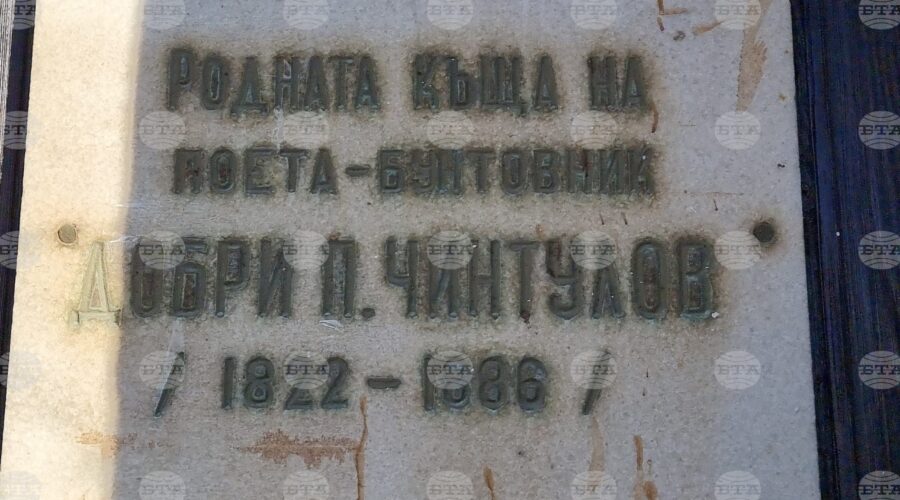 РОДНАТА КЪЩА НА
ПОЕТА-БУНТОВНИК
ДОБРИ П. ЧИНТУЛОВ
/ 1822 - 1886 /